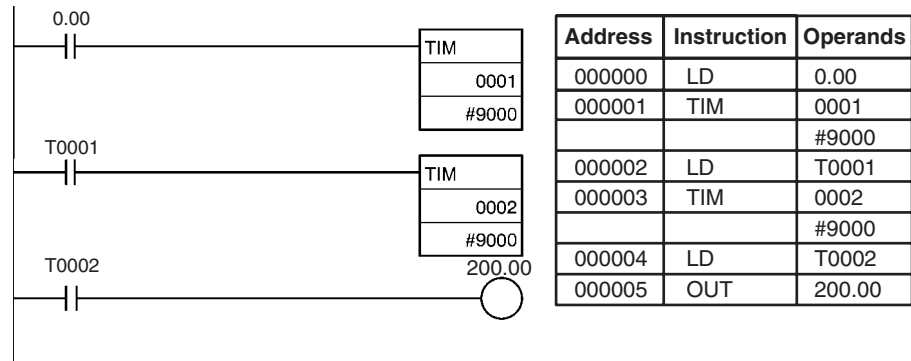 0.00
TIM
0001
#9000
T0001
TIM
0002
#9000
T0002
200.00
Address Instruction Operands
000000 LD 0.00
000001 TIM 0001
#9000
000002 LD T0001
000003 TIM 0002
#9000
000004 LD T0002
000005 OUT 200.00